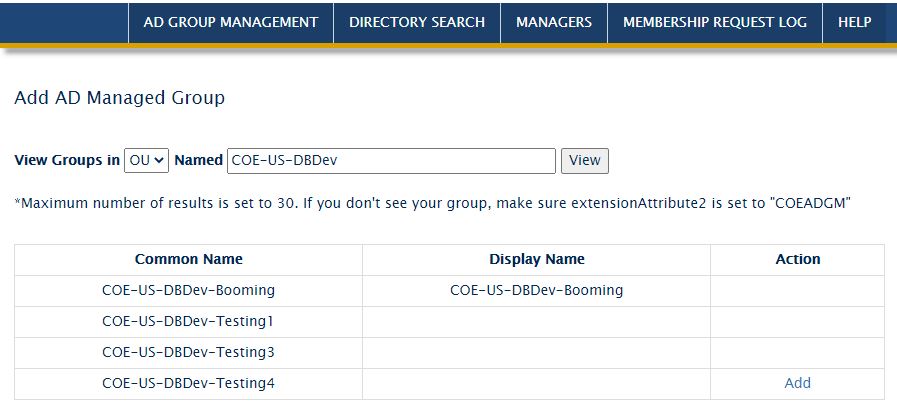 AD GROUP MANAGEMENT DIRECTORY SEARCH MANAGERS MEMBERSHIP REQUEST LOG HELP
Add AD Managed Group
View Groups in OU Named COE-US-DBDev View
*Maximum number of results is set to 30. If you don't see your group, make sure extensionAttribute2 is set to "COEADGM"
Common Name Display Name Action
COE-US-DBDev-Booming COE-US-DBDev-Booming
COE-US-DBDev-Testing1
COE-US-DBDev-Testing3
COE-US-DBDev-Testing4 Add